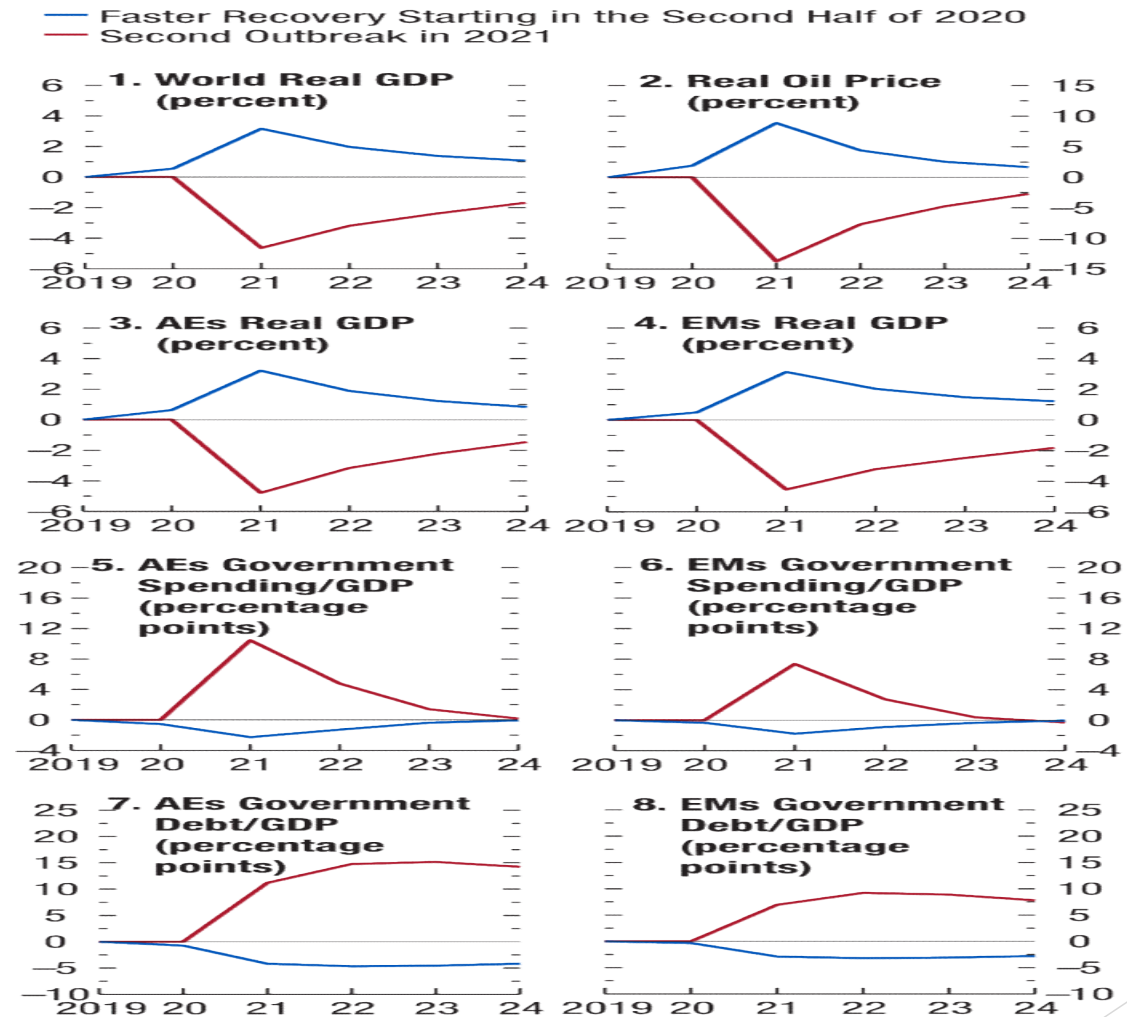 Faster Recovery Starting in the Second Half of 2020
Second Outbreak in 2021
1. World Real GDP
(percent)
6
4
2
0
–2
–4
–6
2019 20 21 22 23 24
2. Real Oil Price
(percent)
15
10
5
0
–5
–10
–15
2019 20 21 22 23 24
3. AEs Real GDP
(percent)
6
4
2
0
–2
–4
–6
2019 20 21 22 23 24
4. EMs Real GDP
(percent)
6
4
2
0
–2
–4
–6
2019 20 21 22 23 24
5. AEs Government
Spending/GDP
(percentage
points)
20
16
12
8
4
0
–4
2019 20 21 22 23 24
6. EMs Government
Spending/GDP
(percentage
points)
20
16
12
8
4
0
–4
2019 20 21 22 23 24
7. AEs Government
Debt/GDP
(percentage
points)
25
20
15
10
5
0
–5
–10
2019 20 21 22 23 24
8. EMs Government
Debt/GDP
(percentage
points)
25
20
15
10
5
0
–5
–10
2019 20 21 22 23 24